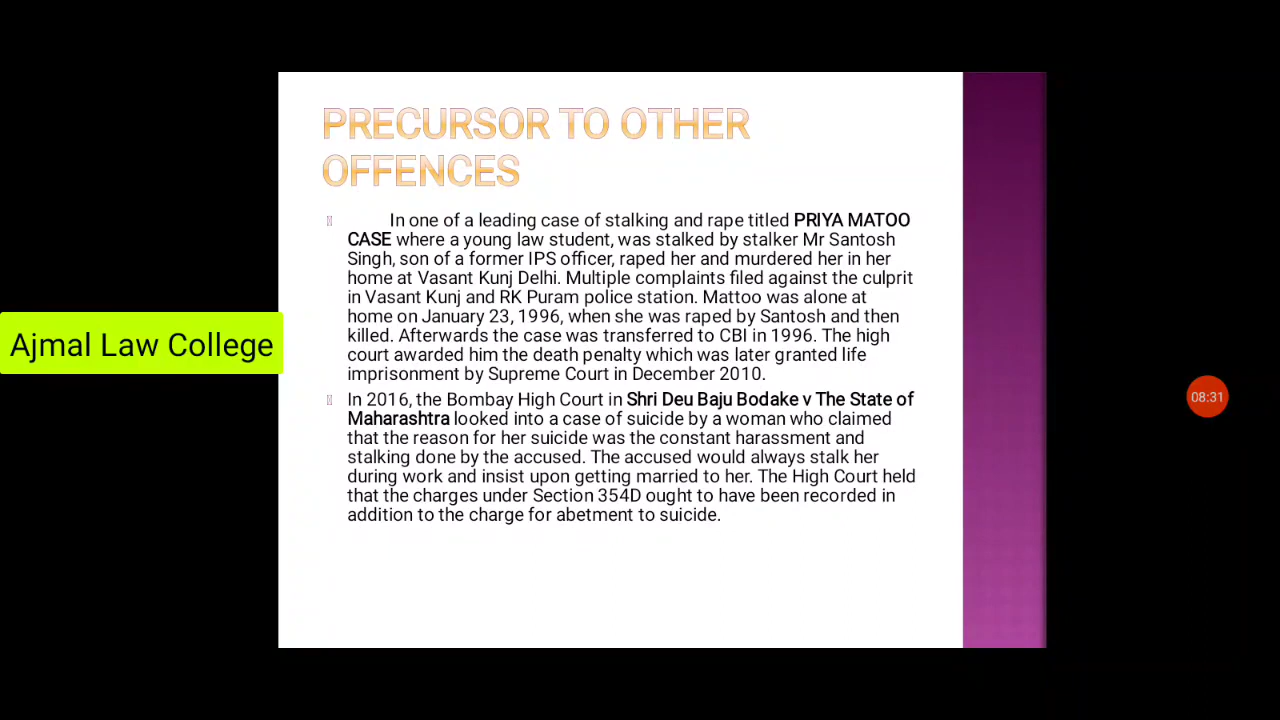 PRECURSOR TO OTHER
OFFENCES
In one of a leading case of stalking and rape titled PRIYA MATOO
CASE where a young law student, was stalked by stalker Mr Santosh
Singh, son of a former IPS officer, raped her and murdered her in her
home at Vasant Kunj Delhi. Multiple complaints filed against the culprit
in Vasant Kunj and RK Puram police station. Mattoo was alone at
home on January 23, 1996, when she was raped by Santosh and then
killed. Afterwards the case was transferred to CBI in 1996. The high
court awarded him the death penalty which was later granted life
imprisonment by Supreme Court in December 2010.
In 2016, the Bombay High Court in Shri Deu Baju Bodake v The State of
Maharashtra looked into a case of suicide by a woman who claimed
that the reason for her suicide was the constant harassment and
stalking done by the accused. The accused would always stalk her
during work and insist upon getting married to her. The High Court held
that the charges under Section 354D ought to have been recorded in
addition to the charge for abetment to suicide.
Ajmal Law College
08:31